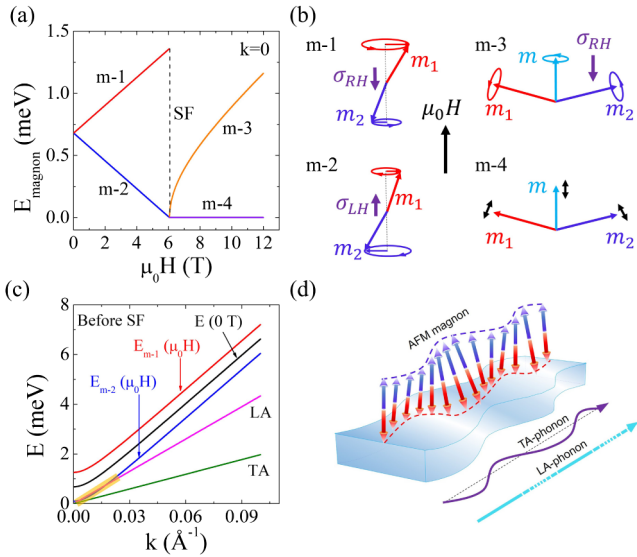 (a)
1.5
1.0
0.5
0.0
E_magnon (meV)
k=0
m-1
SF
m-3
m-2
m-4
0 2 4 6 8 10 12
μ₀H (T)
(b)
m-1
m₁
σ_RH
m₂
m-3
m
σ_RH
m₁
m₂
μ₀H
m-2
σ_LH
m₁
m₂
m-4
m
m₁
m₂
(c)
8
6
4
2
0
E (meV)
Before SF
E (0 T)
E_m-1 (μ₀H)
E_m-2 (μ₀H)
LA
TA
0.00 0.03 0.06 0.09
k (Å⁻¹)
(d)
AFM magnon
TA-phonon
LA-phonon